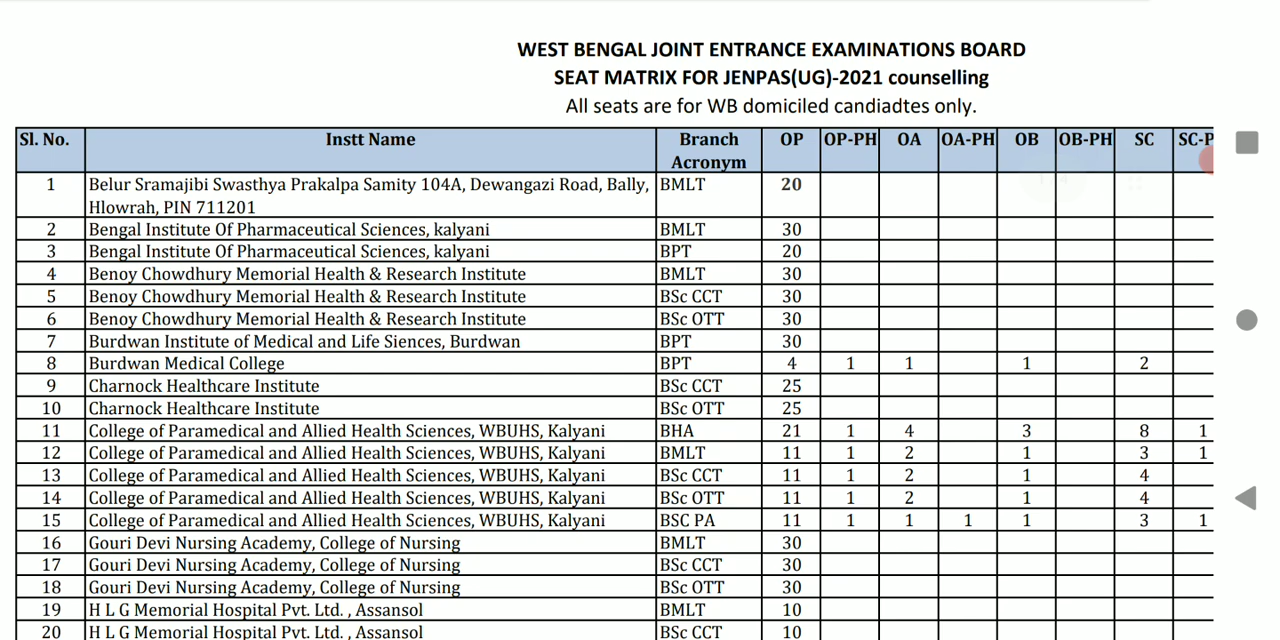 WEST BENGAL JOINT ENTRANCE EXAMINATIONS BOARD
SEAT MATRIX FOR JENPAS(UG)-2021 counselling
All seats are for WB domiciled candiadtes only.
Sl. No. Instt Name Branch Acronym OP OP-PH OA OA-PH OB OB-PH SC SC-P
1 Belur Sramajibi Swasthya Prakalpa Samity 104A, Dewangazi Road, Bally, BMLT 20
Hlowrah, PIN 711201
2 Bengal Institute Of Pharmaceutical Sciences, kalyani BMLT 30
3 Bengal Institute Of Pharmaceutical Sciences, kalyani BPT 20
4 Benoy Chowdhury Memorial Health & Research Institute BMLT 30
5 Benoy Chowdhury Memorial Health & Research Institute BSc CCT 30
6 Benoy Chowdhury Memorial Health & Research Institute BSc OTT 30
7 Burdwan Institute of Medical and Life Siences, Burdwan BPT 30
8 Burdwan Medical College BPT 4 1 1 1 2
9 Charnock Healthcare Institute BSc CCT 25
10 Charnock Healthcare Institute BSc OTT 25
11 College of Paramedical and Allied Health Sciences, WBUHS, Kalyani BHA 21 1 4 3 8 1
12 College of Paramedical and Allied Health Sciences, WBUHS, Kalyani BMLT 11 1 2 1 3 1
13 College of Paramedical and Allied Health Sciences, WBUHS, Kalyani BSc CCT 11 1 2 1 4
14 College of Paramedical and Allied Health Sciences, WBUHS, Kalyani BSc OTT 11 1 2 1 4
15 College of Paramedical and Allied Health Sciences, WBUHS, Kalyani BSC PA 11 1 1 1 1 3 1
16 Gouri Devi Nursing Academy, College of Nursing BMLT 30
17 Gouri Devi Nursing Academy, College of Nursing BSc CCT 30
18 Gouri Devi Nursing Academy, College of Nursing BSc OTT 30
19 H L G Memorial Hospital Pvt. Ltd. , Assansol BMLT 10
20 H L G Memorial Hospital Pvt. Ltd. , Assansol BSc CCT 10